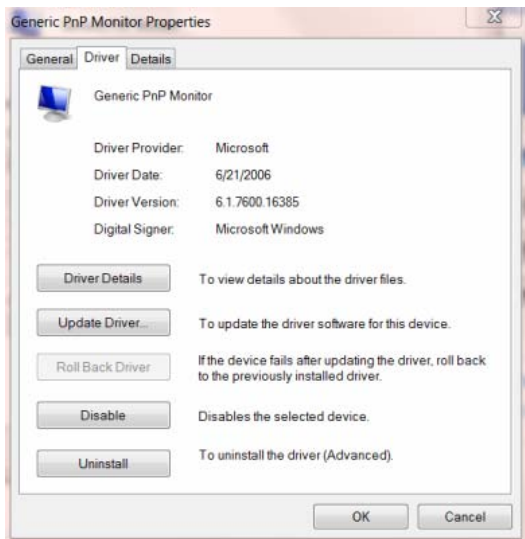 Generic PnP Monitor Properties
General Driver Details
Generic PnP Monitor
Driver Provider: Microsoft
Driver Date: 6/21/2006
Driver Version: 6.1.7600.16385
Digital Signer: Microsoft Windows
Driver Details To view details about the driver files.
Update Driver... To update the driver software for this device.
Roll Back Driver If the device fails after updating the driver, roll back
to the previously installed driver.
Disable Disables the selected device.
Uninstall To uninstall the driver (Advanced).
OK Cancel